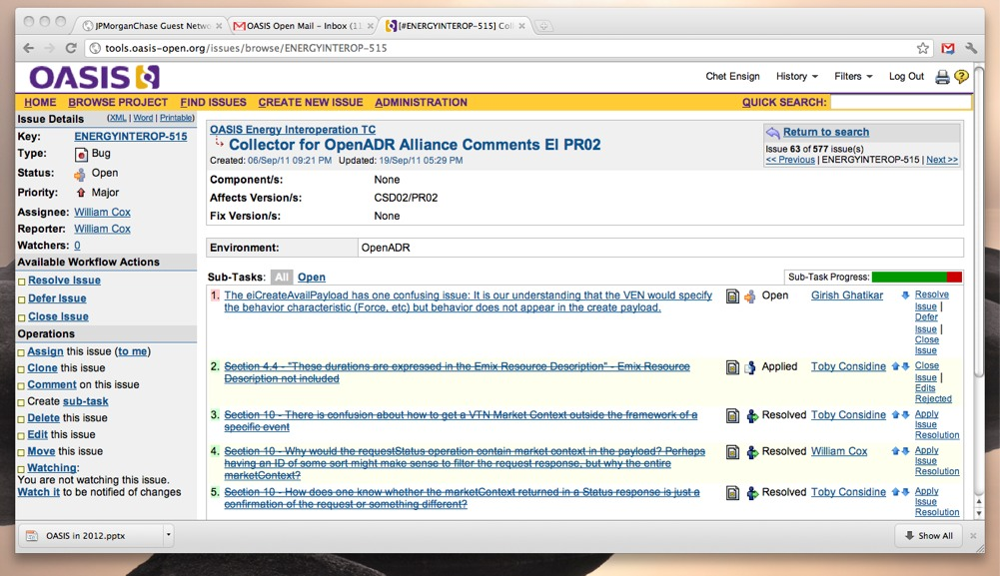 JPMorganChase Guest Netwo
OASIS Open Mail – Inbox (11
[#ENERGYINTEROP-515] Coll
tools.oasis-open.org/issues/browse/ENERGYINTEROP-515
OASIS
Chet Ensign History Filters Log Out
HOME BROWSE PROJECT FIND ISSUES CREATE NEW ISSUE ADMINISTRATION QUICK SEARCH:
Issue Details (XML | Word | Printable)
Key: ENERGYINTEROP-515
Type: Bug
Status: Open
Priority: Major
Assignee: William Cox
Reporter: William Cox
Watchers: 0
Available Workflow Actions
Resolve Issue
Defer Issue
Close Issue
Operations
Assign this issue (to me)
Clone this issue
Comment on this issue
Create sub-task
Delete this issue
Edit this issue
Move this issue
Watching:
You are not watching this issue.
Watch it to be notified of changes
OASIS Energy Interoperation TC
Collector for OpenADR Alliance Comments EI PR02
Created: 06/Sep/11 09:21 PM Updated: 19/Sep/11 05:29 PM
Return to search
Issue 63 of 577 issue(s)
<< Previous | ENERGYINTEROP-515 | Next >>
Component/s: None
Affects Version/s: CSD02/PR02
Fix Version/s: None
Environment: OpenADR
Sub-Tasks: All Open
Sub-Task Progress:
1. The eiCreateAvailPayload has one confusing issue: It is our understanding that the VEN would specify
the behavior characteristic (Force, etc) but behavior does not appear in the create payload.
Open Girish Ghatikar
Resolve
Issue |
Defer
Issue |
Close
Issue
2. Section 4.4 - "These durations are expressed in the Emix Resource Description" - Emix Resource
Description not included
Applied Toby Considine
Close
Issue |
Edits
Rejected
3. Section 10 - There is confusion about how to get a VTN Market Context outside the framework of a
specific event
Resolved Toby Considine
Apply
Issue
Resolution
4. Section 10 - Why would the requestStatus operation contain market context in the payload? Perhaps
having an ID of some sort might make sense to filter the request response, but why the entire
marketContext?
Resolved William Cox
Apply
Issue
Resolution
5. Section 10 - How does one know whether the marketContext returned in a Status response is just a
confirmation of the request or something different?
Resolved Toby Considine
Apply
Issue
Resolution
OASIS in 2012.pptx
Show All